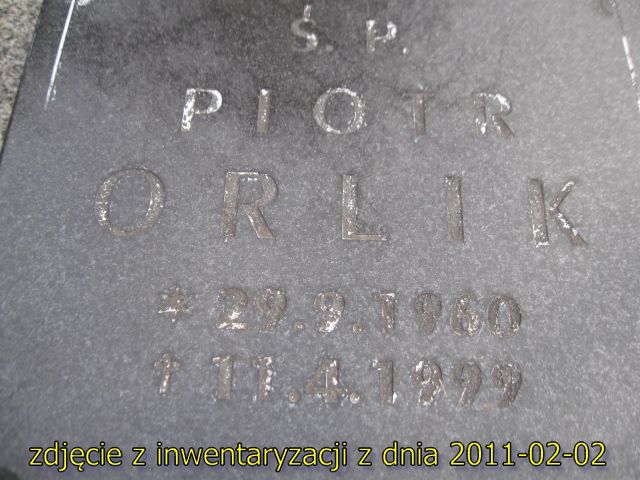 Ś. P.
PIOTR
ORLIK
* 29.9.1960
† 11.4.1999
zdjęcie z inwentaryzacji z dnia 2011-02-02